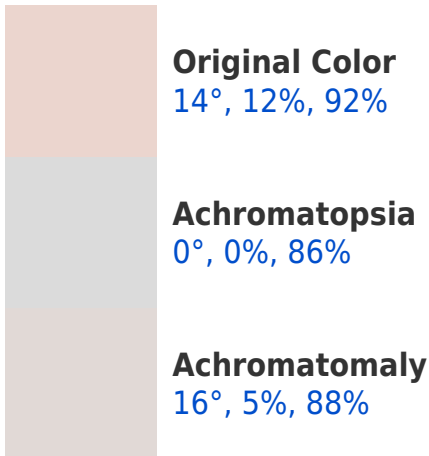 Original Color
14°, 12%, 92%
Achromatopsia
0°, 0%, 86%
Achromatomaly
16°, 5%, 88%